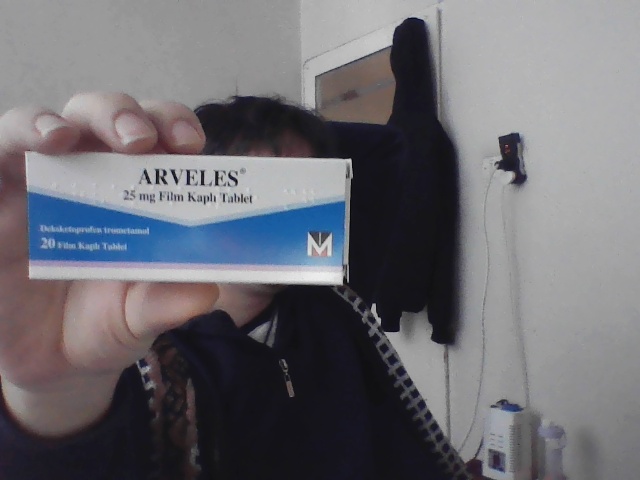 ARVELES®
25 mg Film Kaplı Tablet
Deksketoprofen trometamol
20 Film Kaplı Tablet
M